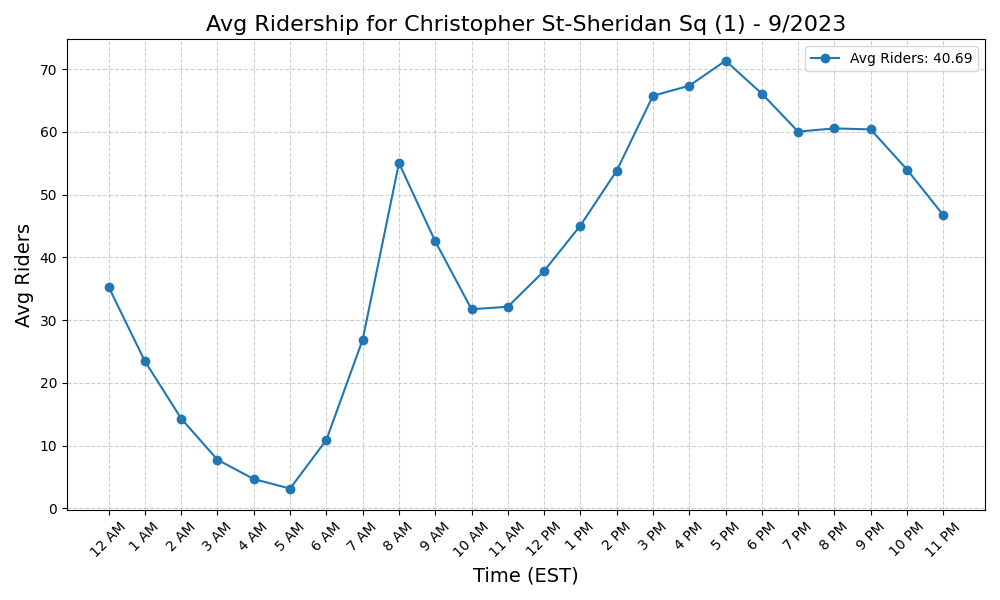 Avg Ridership for Christopher St-Sheridan Sq (1) - 9/2023
Avg Riders: 40.69
Avg Riders
70
60
50
40
30
20
10
0
12 AM
1 AM
2 AM
3 AM
4 AM
5 AM
6 AM
7 AM
8 AM
9 AM
10 AM
11 AM
12 PM
1 PM
2 PM
3 PM
4 PM
5 PM
6 PM
7 PM
8 PM
9 PM
10 PM
11 PM
Time (EST)